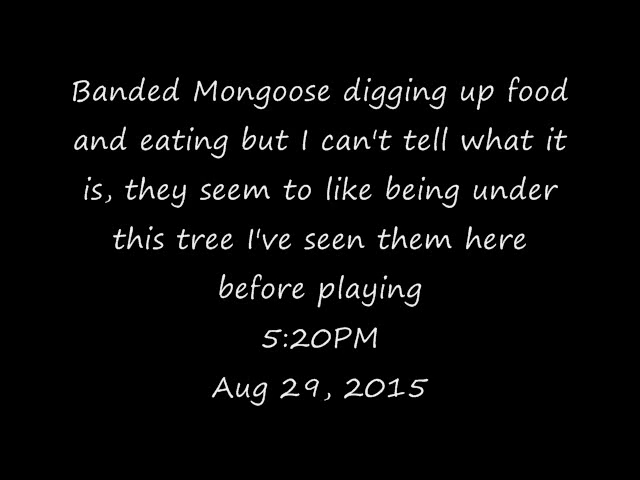 Banded Mongoose digging up food
and eating but I can't tell what it
is, they seem to like being under
this tree I've seen them here
before playing
5:20PM
Aug 29, 2015